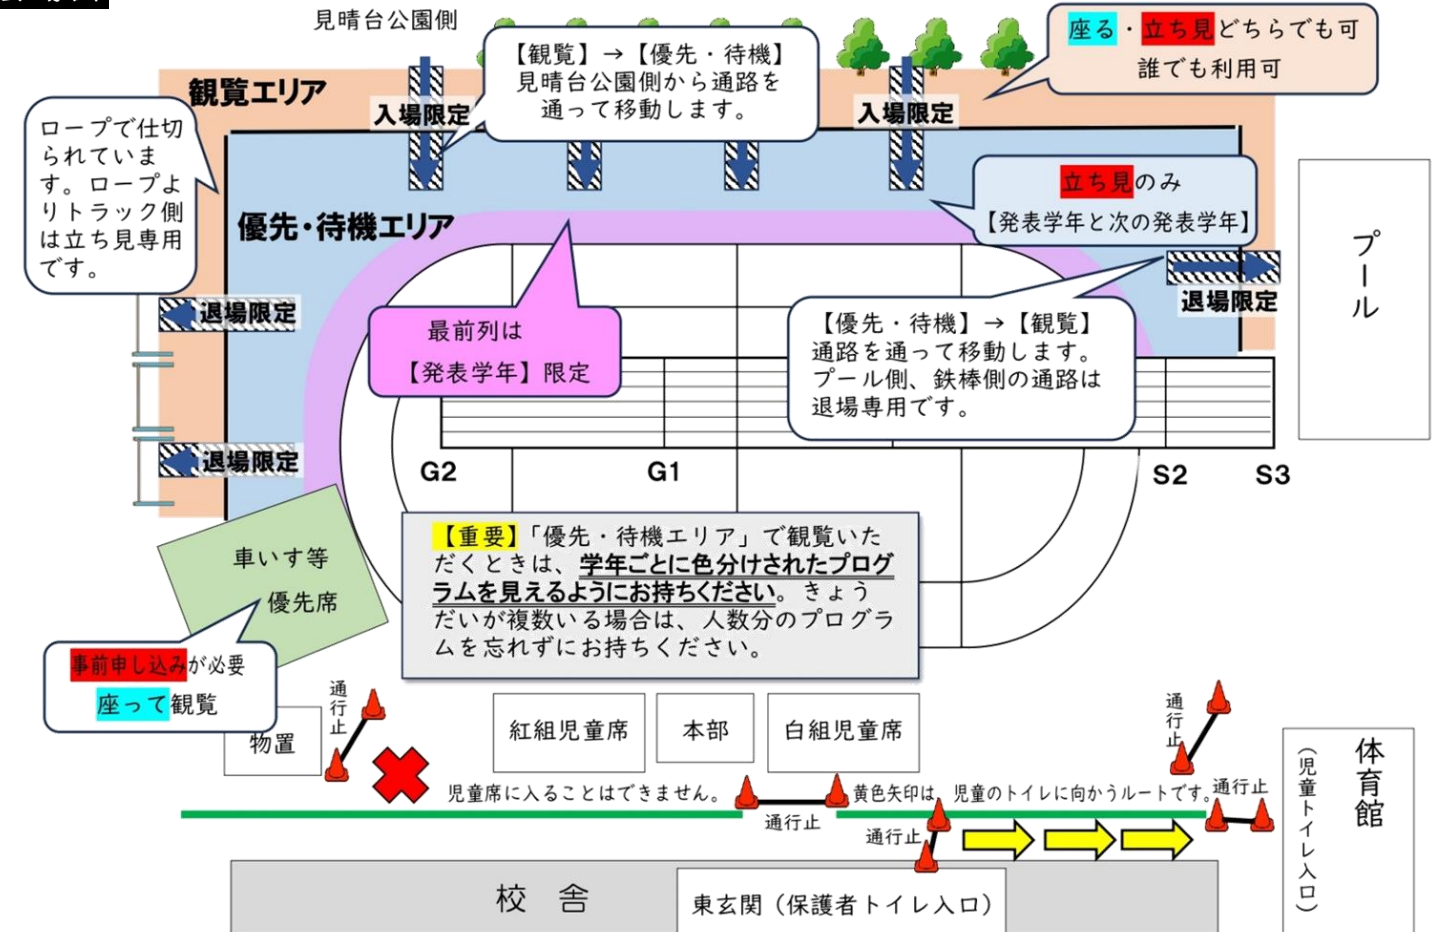 見晴台公園側
観覧エリア
入場限定
【観覧】→【優先・待機】
見晴台公園側から通路を
通って移動します。
入場限定
座る・立ち見どちらでも可
誰でも利用可
ロープで仕切
られていま
す。ロープよ
りトラック側
は立ち見専用
です。
優先・待機エリア
立ち見のみ
【発表学年と次の発表学年】
プール
退場限定
退場限定
最前列は
【発表学年】限定
【優先・待機】→【観覧】
通路を通って移動します。
プール側、鉄棒側の通路は
退場専用です。
退場限定
G2
G1
S2
S3
車いす等
優先席
【重要】「優先・待機エリア」で観覧いた
だくときは、学年ごとに色分けされたプログ
ラムを見えるようにお持ちください。きょう
だいが複数いる場合は、人数分のプログラ
ムを忘れずにお持ちください。
事前申し込みが必要
座って観覧
物置
通行止
紅組児童席
本部
白組児童席
通行止
体育館
（児童トイレ入口）
児童席に入ることはできません。
黄色矢印は、児童のトイレに向かうルートです。
通行止
通行止
通行止
校舎
東玄関（保護者トイレ入口）